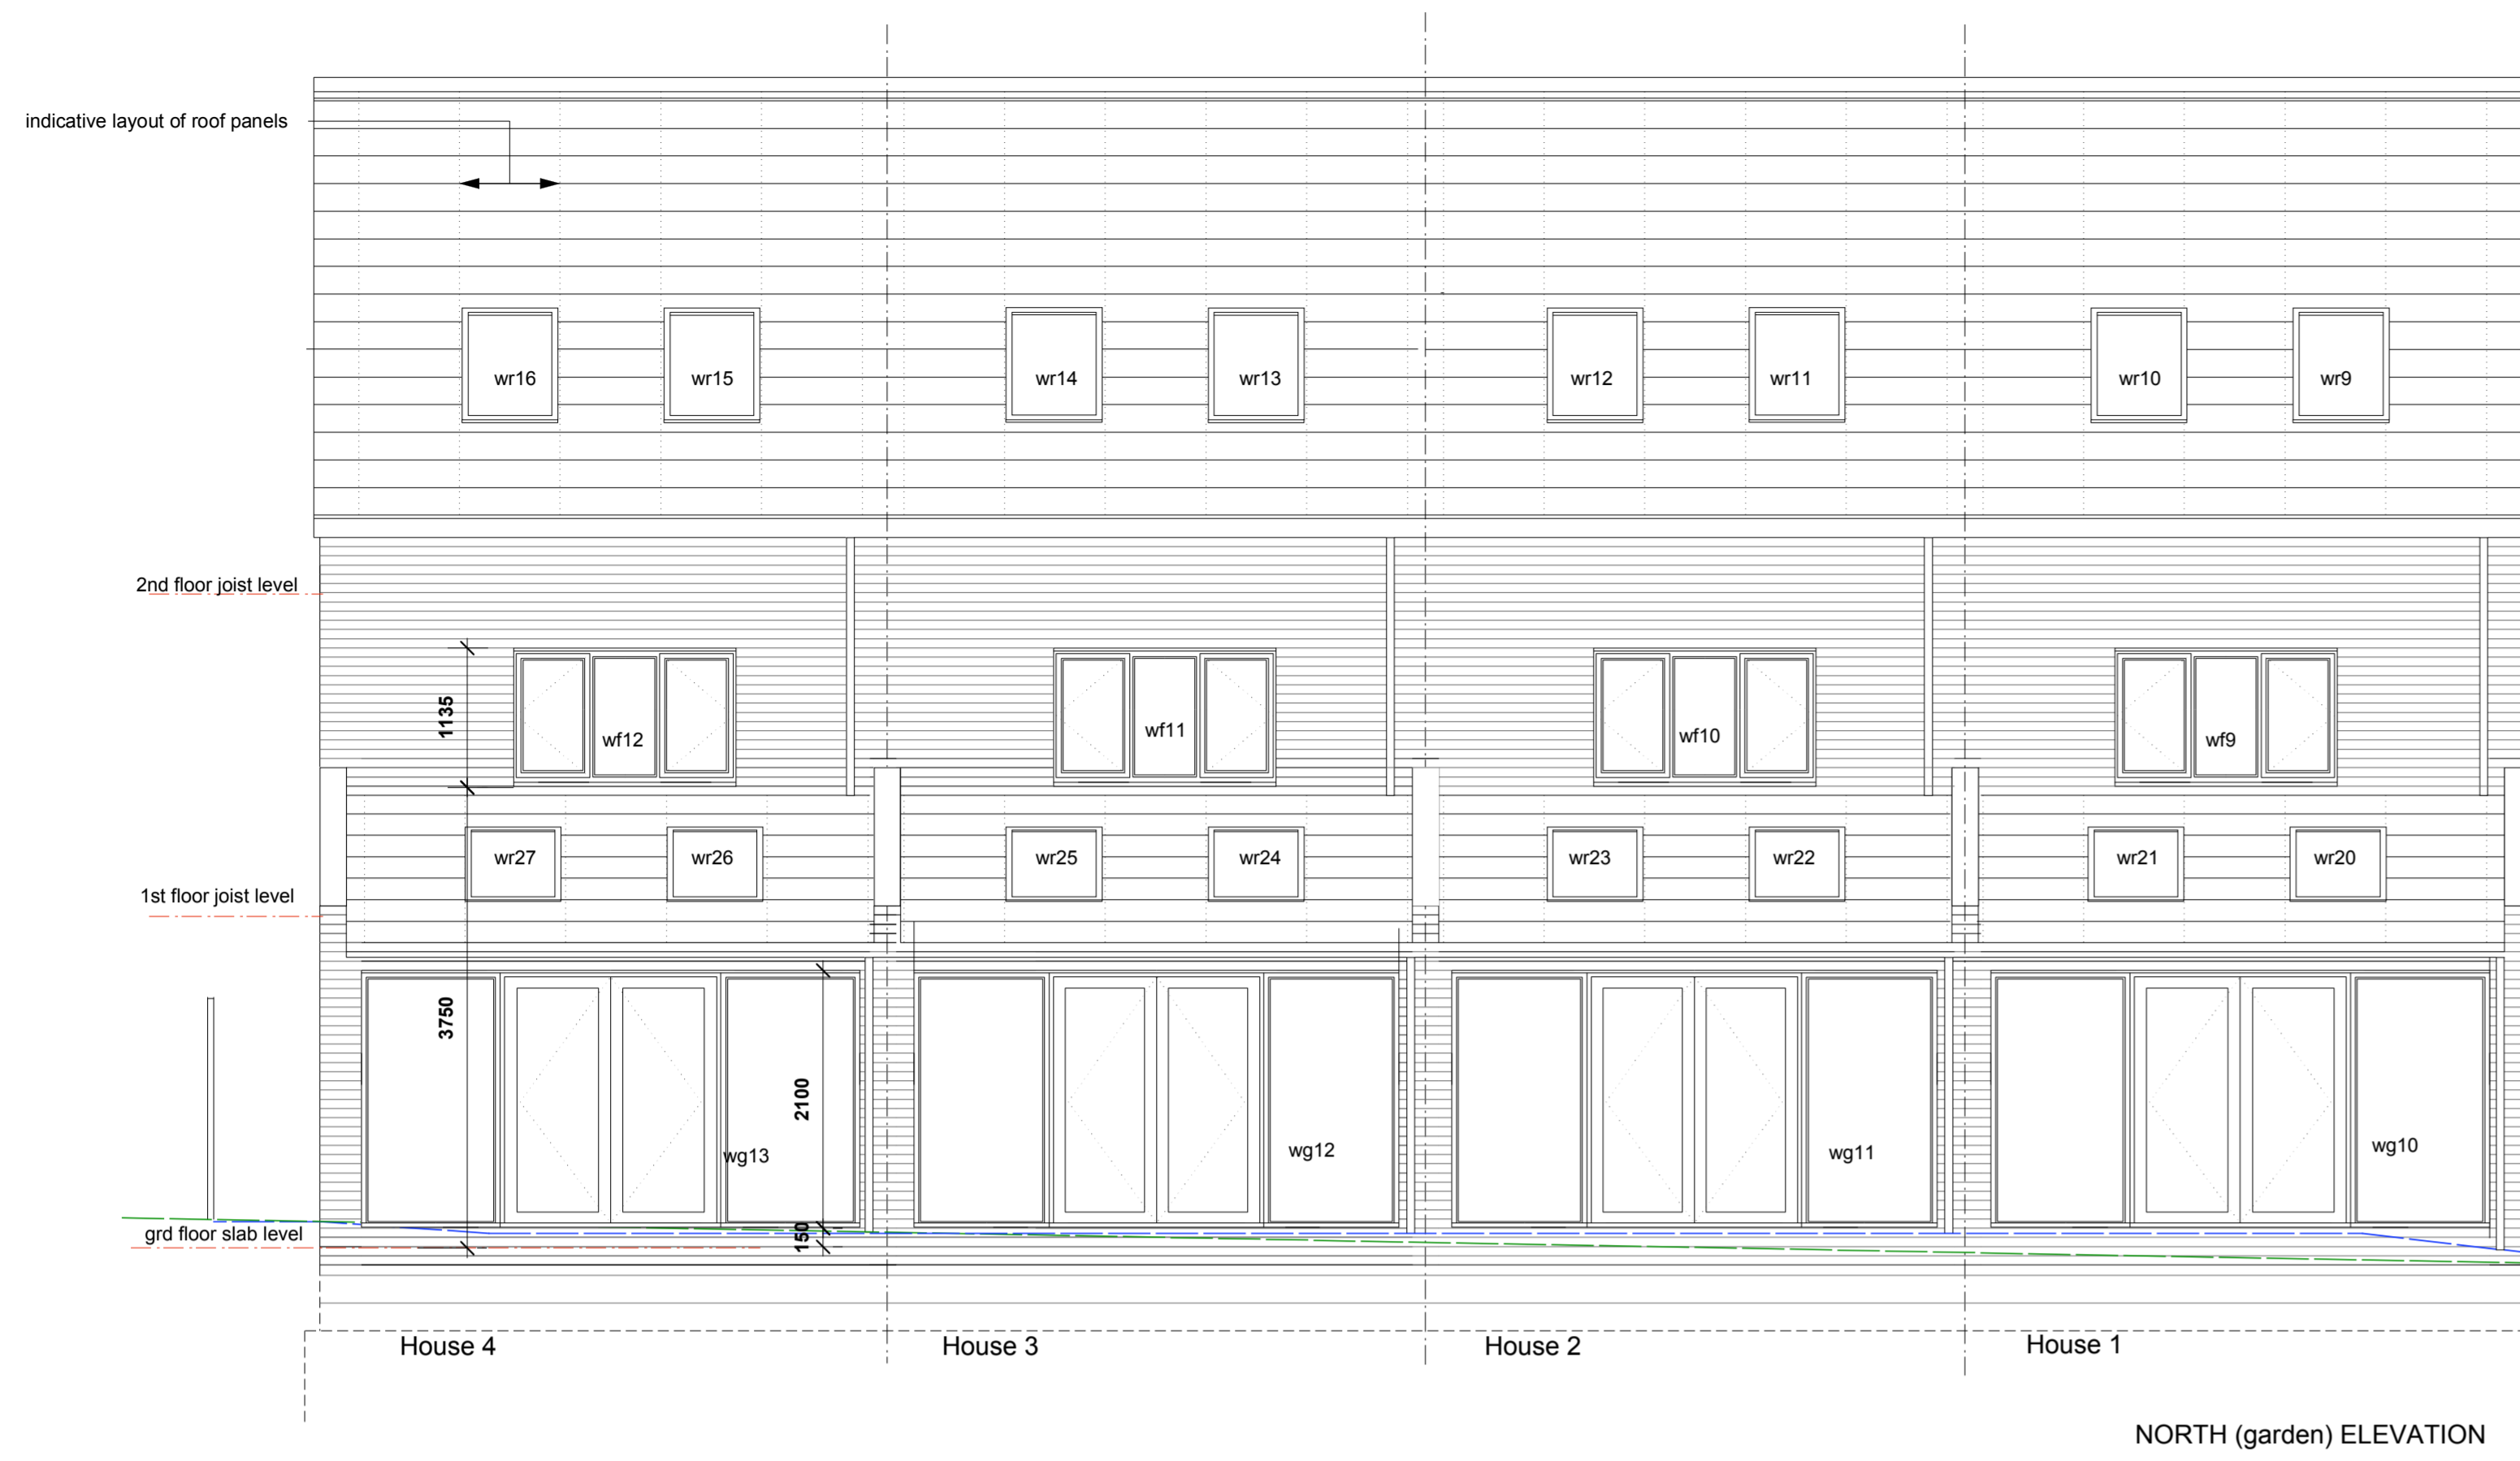 indicative layout of roof panels
wr16 wr15 wr14 wr13 wr12 wr11 wr10 wr9
2nd floor joist level
1135
wf12 wf11 wf10 wf9
wr27 wr26 wr25 wr24 wr23 wr22 wr21 wr20
1st floor joist level
3750
2100
wg13 wg12 wg11 wg10
150
grd floor slab level
House 4 House 3 House 2 House 1
NORTH (garden) ELEVATION